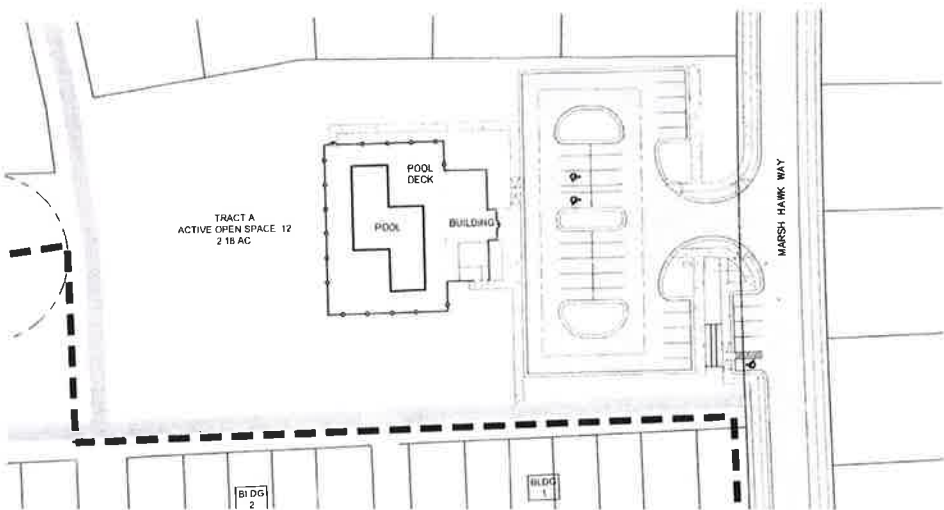 POOL
DECK
TRACT A
ACTIVE OPEN SPACE 12
2.18 AC
POOL
BUILDING
MARSH HAWK WAY
BLDG
1
BLDG
2